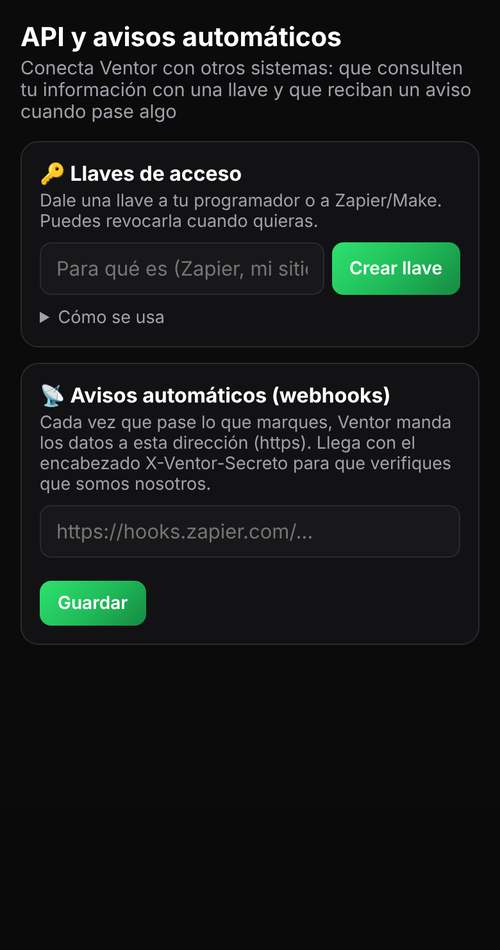 API y avisos automáticos
Conecta Ventor con otros sistemas: que consulten
tu información con una llave y que reciban un aviso
cuando pase algo
🔑 Llaves de acceso
Dale una llave a tu programador o a Zapier/Make.
Puedes revocarla cuando quieras.
Para qué es (Zapier, mi siti
Crear llave
▶ Cómo se usa
📡 Avisos automáticos (webhooks)
Cada vez que pase lo que marques, Ventor manda
los datos a esta dirección (https). Llega con el
encabezado X-Ventor-Secreto para que verifiques
que somos nosotros.
https://hooks.zapier.com/...
Guardar